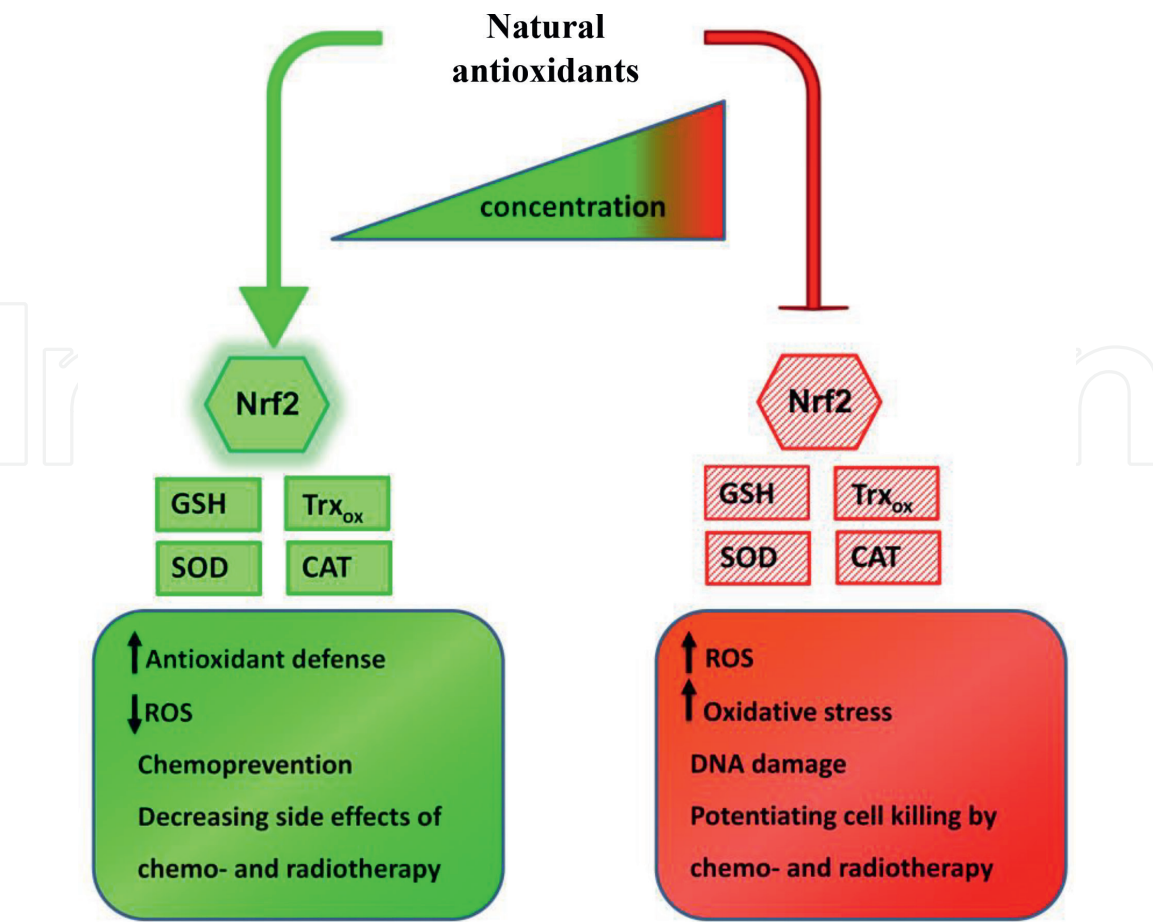 Natural
antioxidants
concentration
Nrf2
GSH
Trxox
SOD
CAT
↑Antioxidant defense
↓ROS
Chemoprevention
Decreasing side effects of
chemo- and radiotherapy
Nrf2
GSH
Trxox
SOD
CAT
↑ ROS
↑ Oxidative stress
DNA damage
Potentiating cell killing by
chemo- and radiotherapy